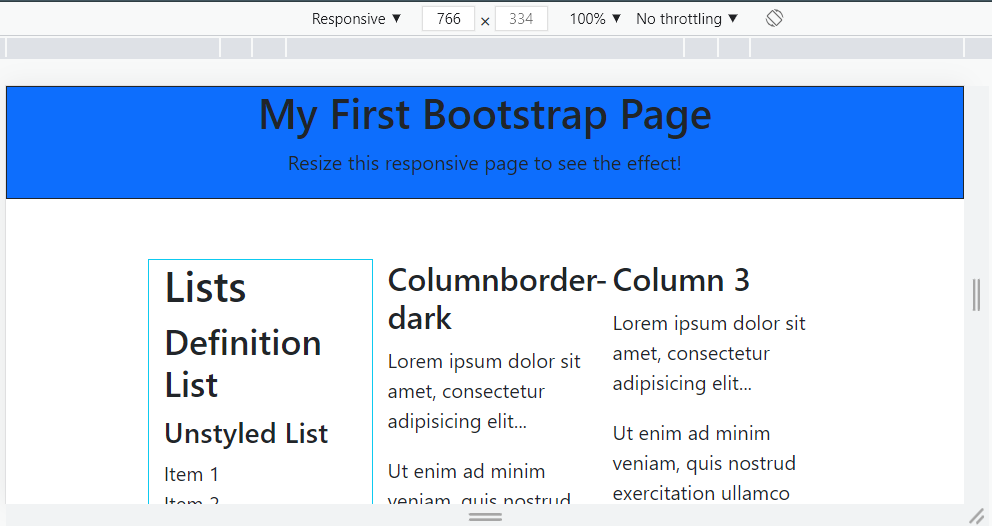 Responsive ▼ 766 × 334 100% ▼ No throttling ▼
My First Bootstrap Page
Resize this responsive page to see the effect!
Lists
Definition
List
Unstyled List
Item 1
Item 2
Columnborder-
dark
Lorem ipsum dolor sit
amet, consectetur
adipisicing elit...
Ut enim ad minim
veniam, quis nostrud
Column 3
Lorem ipsum dolor sit
amet, consectetur
adipisicing elit...
Ut enim ad minim
veniam, quis nostrud
exercitation ullamco